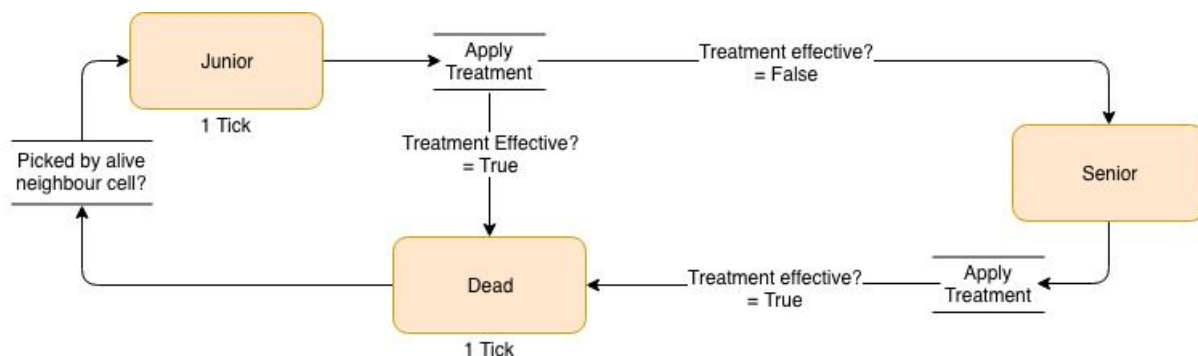 Junior
1 Tick
Apply
Treatment
Treatment effective?
= False
Treatment Effective?
= True
Picked by alive
neighbour cell?
Senior
Dead
1 Tick
Treatment effective?
= True
Apply
Treatment